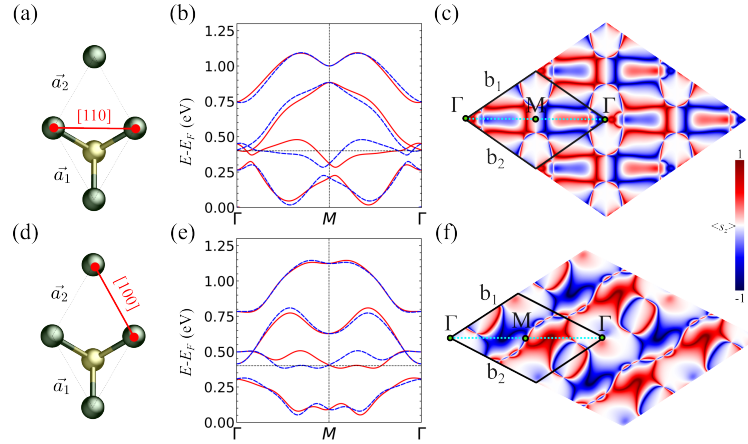 (a)
(b)
(c)
a⃗₂
[110]
a⃗₁
E-E_F (eV)
1.25
1.00
0.75
0.50
0.25
0.00
Γ
M
Γ
b₁
Γ
M
Γ
b₂
1
<s_z>
-1
(d)
(e)
(f)
a⃗₂
[100]
a⃗₁
E-E_F (eV)
1.25
1.00
0.75
0.50
0.25
0.00
Γ
M
Γ
b₁
Γ
M
Γ
b₂